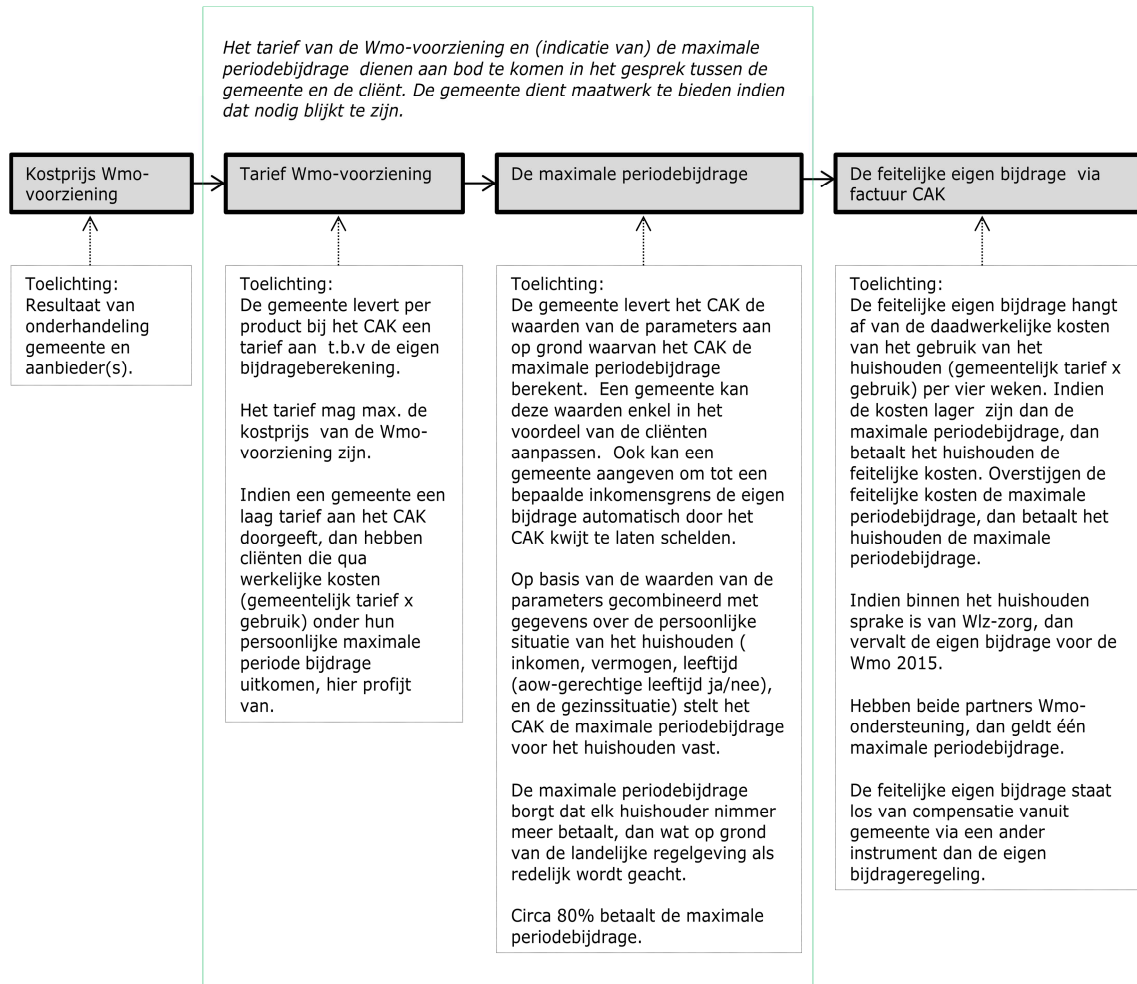 Het tarief van de Wmo-voorziening en (indicatie van) de maximale
periodebijdrage dienen aan bod te komen in het gesprek tussen de
gemeente en de cliënt. De gemeente dient maatwerk te bieden indien
dat nodig blijkt te zijn.
Kostprijs Wmo-
voorziening
Tarief Wmo-voorziening
De maximale periodebijdrage
De feitelijke eigen bijdrage via
factuur CAK
Toelichting:
Resultaat van
onderhandeling
gemeente en
aanbieder(s).
Toelichting:
De gemeente levert per
product bij het CAK een
tarief aan t.b.v de eigen
bijdrageberekening.
Het tarief mag max. de
kostprijs van de Wmo-
voorziening zijn.
Indien een gemeente een
laag tarief aan het CAK
doorgeeft, dan hebben
cliënten die qua
werkelijke kosten
(gemeentelijk tarief x
gebruik) onder hun
persoonlijke maximale
periode bijdrage
uitkomen, hier profijt
van.
Toelichting:
De gemeente levert het CAK de
waarden van de parameters aan
op grond waarvan het CAK de
maximale periodebijdrage
berekent. Een gemeente kan
deze waarden enkel in het
voordeel van de cliënten
aanpassen. Ook kan een
gemeente aangeven om tot een
bepaalde inkomensgrens de eigen
bijdrage automatisch door het
CAK kwijt te laten schelden.
Op basis van de waarden van de
parameters gecombineerd met
gegevens over de persoonlijke
situatie van het huishouden (
inkomen, vermogen, leeftijd
(aow-gerechtige leeftijd ja/nee),
en de gezinssituatie) stelt het
CAK de maximale periodebijdrage
voor het huishouden vast.
De maximale periodebijdrage
borgt dat elk huishouder nimmer
meer betaalt, dan wat op grond
van de landelijke regelgeving als
redelijk wordt geacht.
Circa 80% betaalt de maximale
periodebijdrage.
Toelichting:
De feitelijke eigen bijdrage hangt
af van de daadwerkelijke kosten
van het gebruik van het
huishouden (gemeentelijk tarief x
gebruik) per vier weken. Indien
de kosten lager zijn dan de
maximale periodebijdrage, dan
betaalt het huishouden de
feitelijke kosten. Overstijgen de
feitelijke kosten de maximale
periodebijdrage, dan betaalt het
huishouden de maximale
periodebijdrage.
Indien binnen het huishouden
sprake is van Wlz-zorg, dan
vervalt de eigen bijdrage voor de
Wmo 2015.
Hebben beide partners Wmo-
ondersteuning, dan geldt één
maximale periodebijdrage.
De feitelijke eigen bijdrage staat
los van compensatie vanuit
gemeente via een ander
instrument dan de eigen
bijdrageregeling.